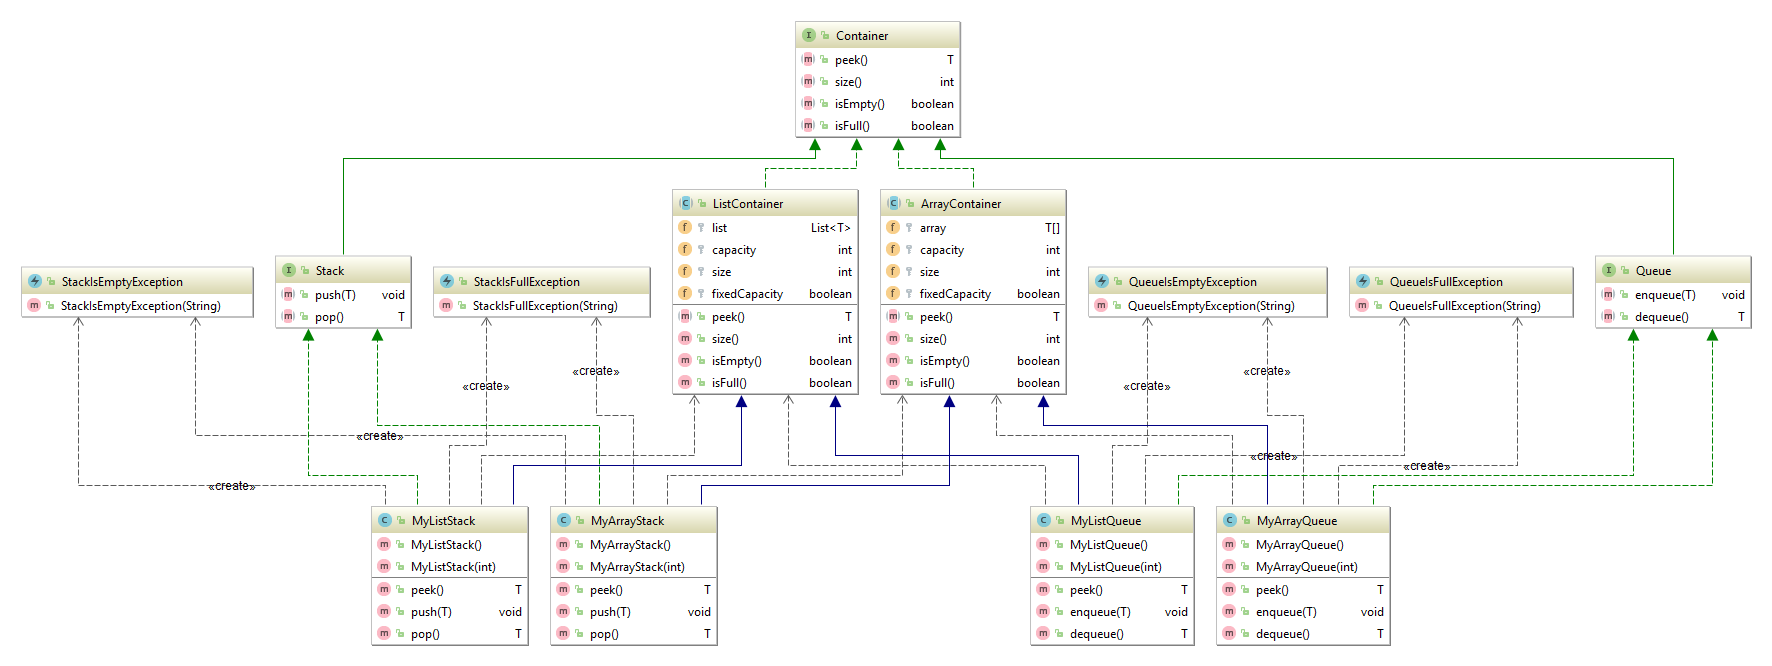 Container
peek() T
size() int
isEmpty() boolean
isFull() boolean
ListContainer
list List<T>
capacity int
size int
fixedCapacity boolean
peek() T
size() int
isEmpty() boolean
isFull() boolean
ArrayContainer
array T[]
capacity int
size int
fixedCapacity boolean
peek() T
size() int
isEmpty() boolean
isFull() boolean
StackIsEmptyException
StackIsEmptyException(String)
Stack
push(T) void
pop() T
StackIsFullException
StackIsFullException(String)
QueueIsEmptyException
QueueIsEmptyException(String)
QueueIsFullException
QueueIsFullException(String)
Queue
enqueue(T) void
dequeue() T
«create»
«create»
«create»
«create»
«create»
«create»
«create»
«create»
MyListStack
MyListStack()
MyListStack(int)
peek() T
push(T) void
pop() T
MyArrayStack
MyArrayStack()
MyArrayStack(int)
peek() T
push(T) void
pop() T
MyListQueue
MyListQueue()
MyListQueue(int)
peek() T
enqueue(T) void
dequeue() T
MyArrayQueue
MyArrayQueue()
MyArrayQueue(int)
peek() T
enqueue(T) void
dequeue() T